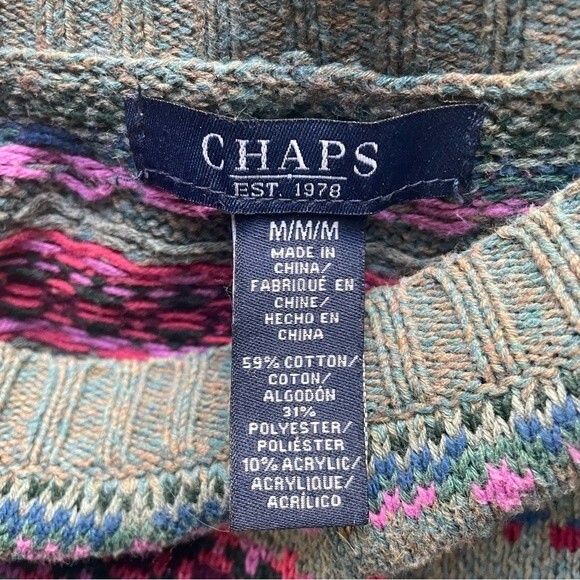 CHAPS
EST. 1978
M/M/M
MADE IN
CHINA/
FABRIQUÉ EN
CHINE/
HECHO EN
CHINA
59% COTTON/
COTON/
ALGODÓN
31%
POLYESTER/
POLIÉSTER
10% ACRYLIC/
ACRYLIQUE/
ACRÍLICO